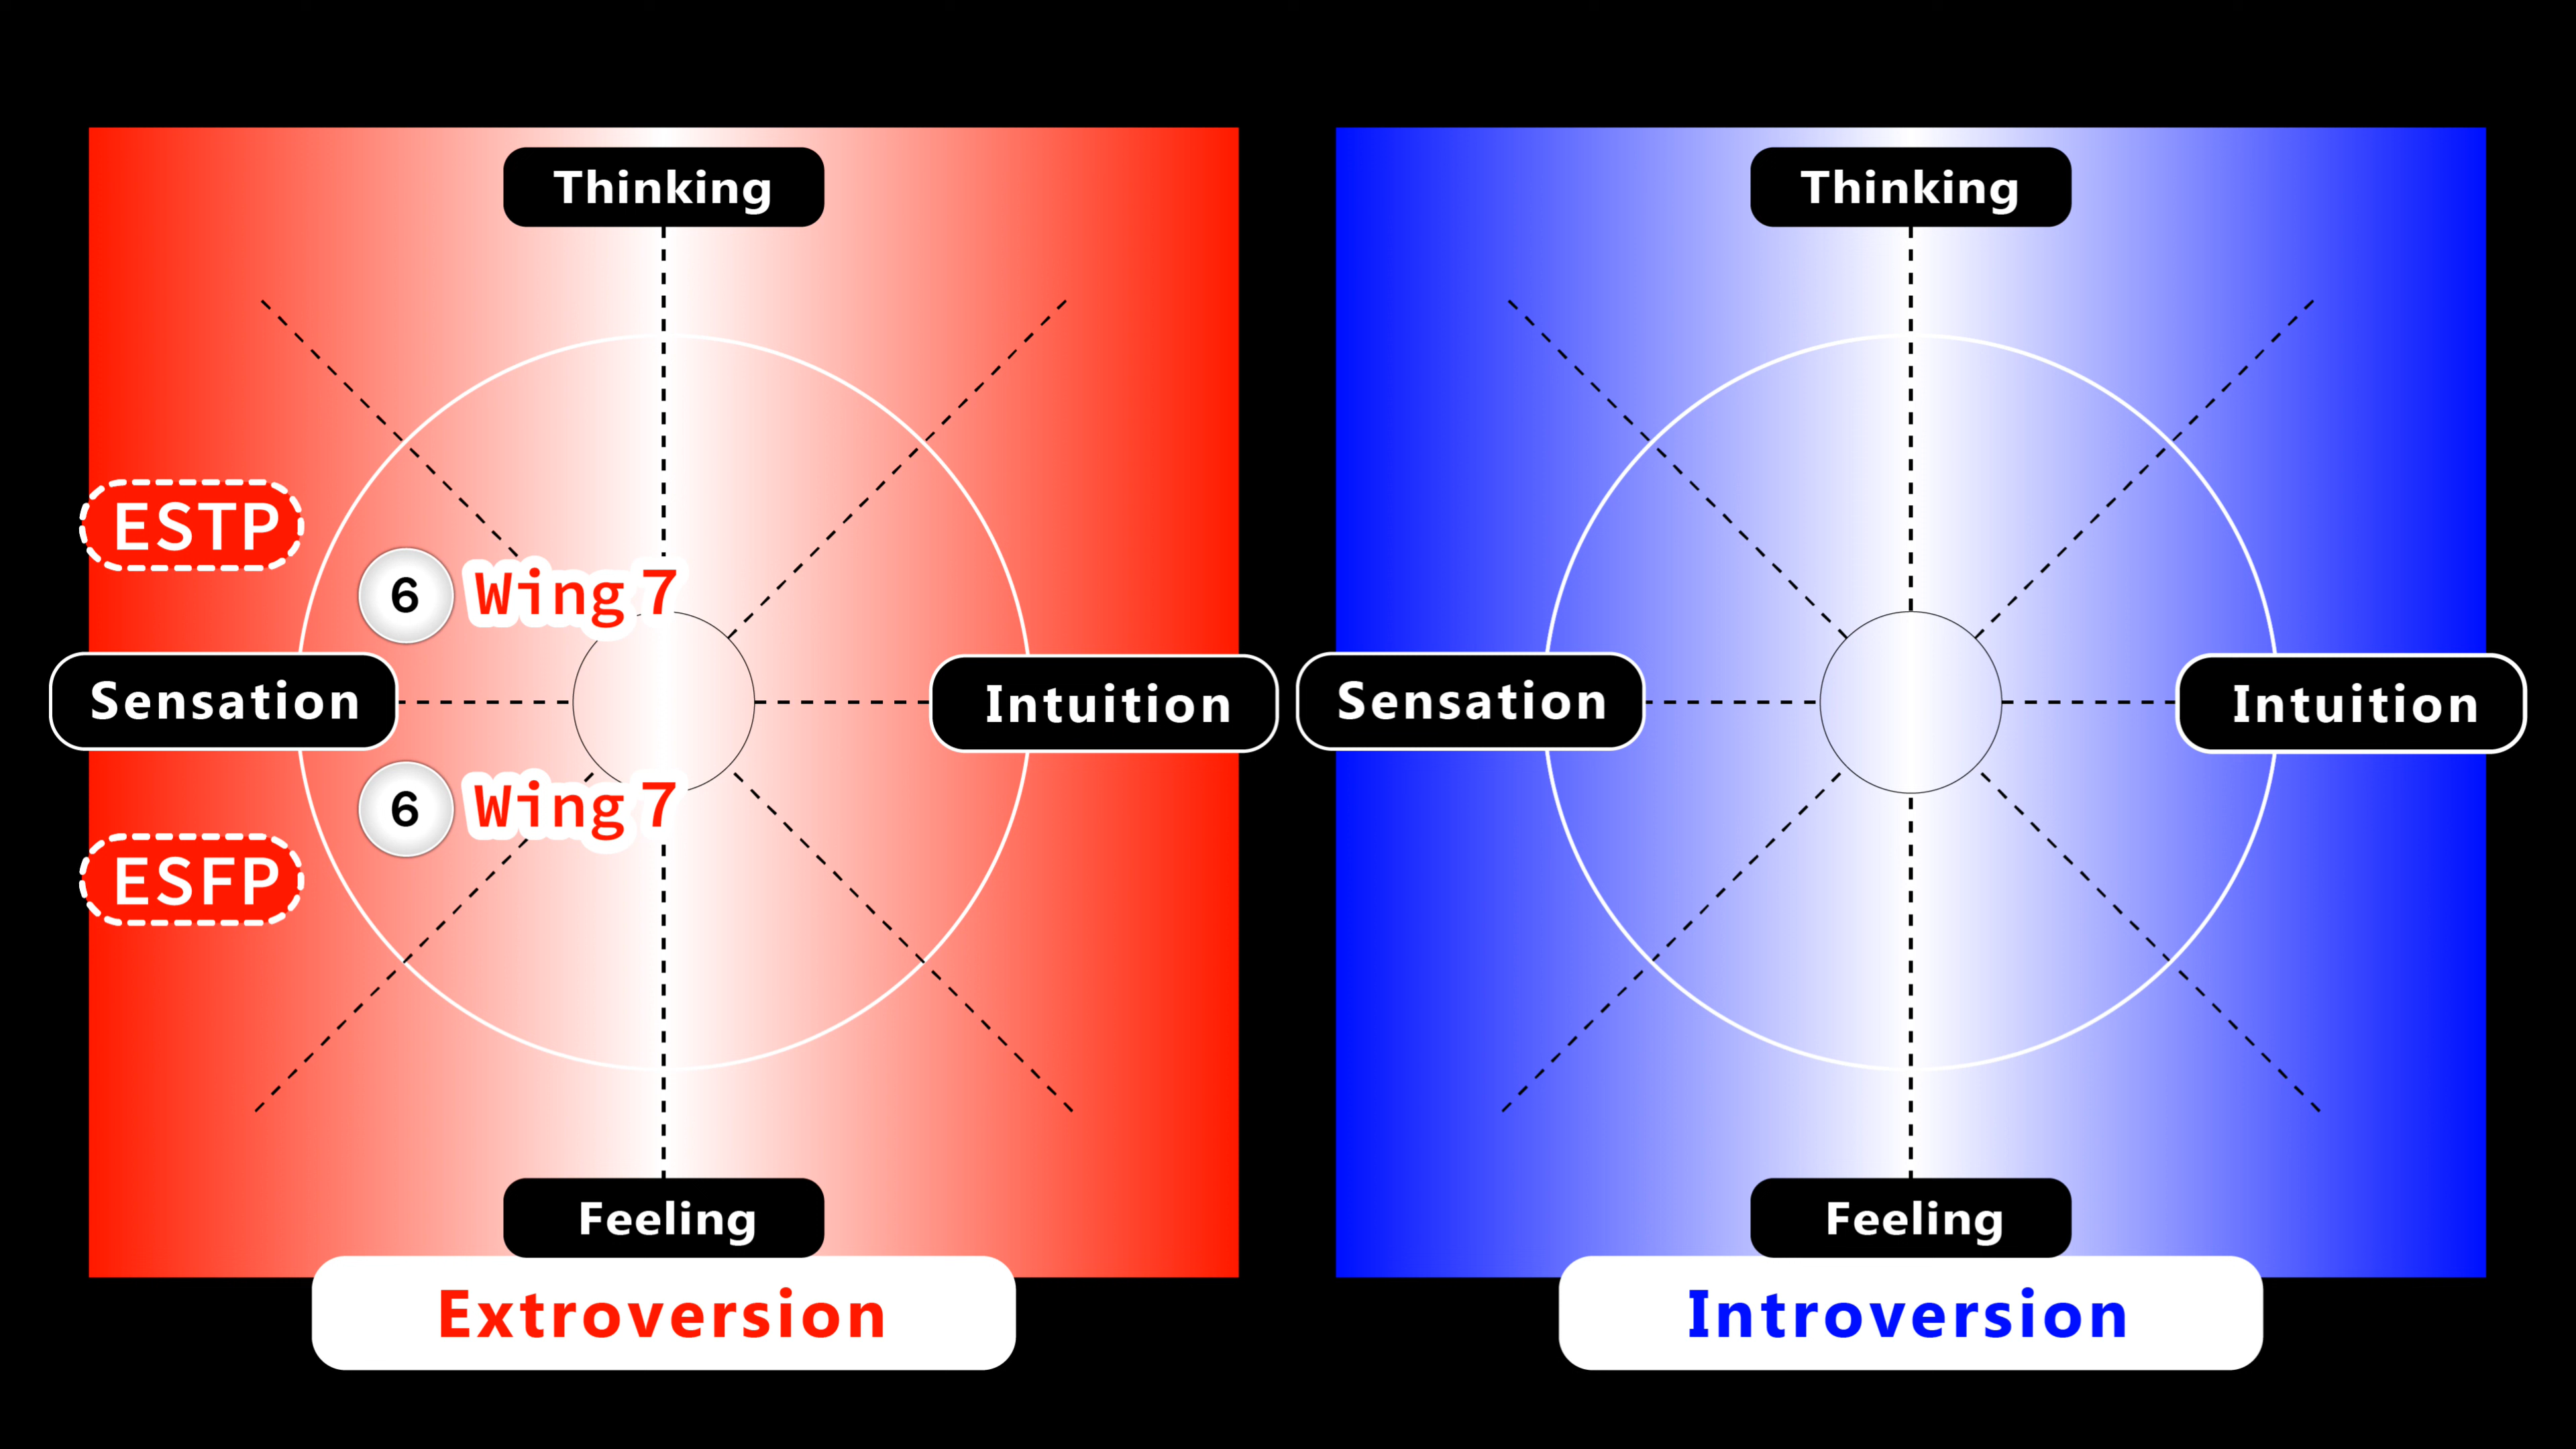 Thinking
ESTP
6 Wing 7
Sensation
Intuition
6 Wing 7
ESFP
Feeling
Extroversion
Thinking
Sensation
Intuition
Feeling
Introversion